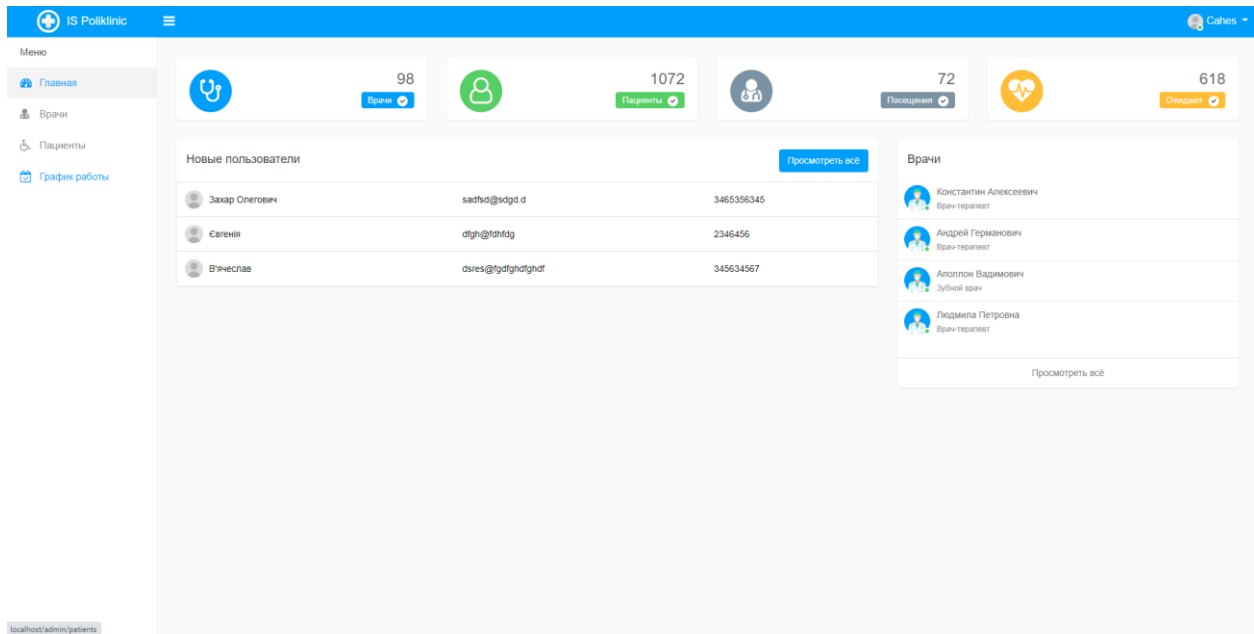 IS Poliklinic
Cahes
Меню
Главная
Врачи
Пациенты
График работы
98
Врачи
1072
Пациенты
72
Посещения
618
Ожидают
Новые пользователи
Просмотреть всё
Захар Олегович sadfsd@sdgd.d 3465356345
Євгенія dfgh@fdhfdg 2346456
В'ячеслав dsres@fgdfghdfghdf 345634567
Врачи
Константин Алексеевич
Врач-терапевт
Андрей Германович
Врач-терапевт
Аполлон Вадимович
Зубной врач
Людмила Петровна
Врач-терапевт
Просмотреть всё
localhost/admin/patients